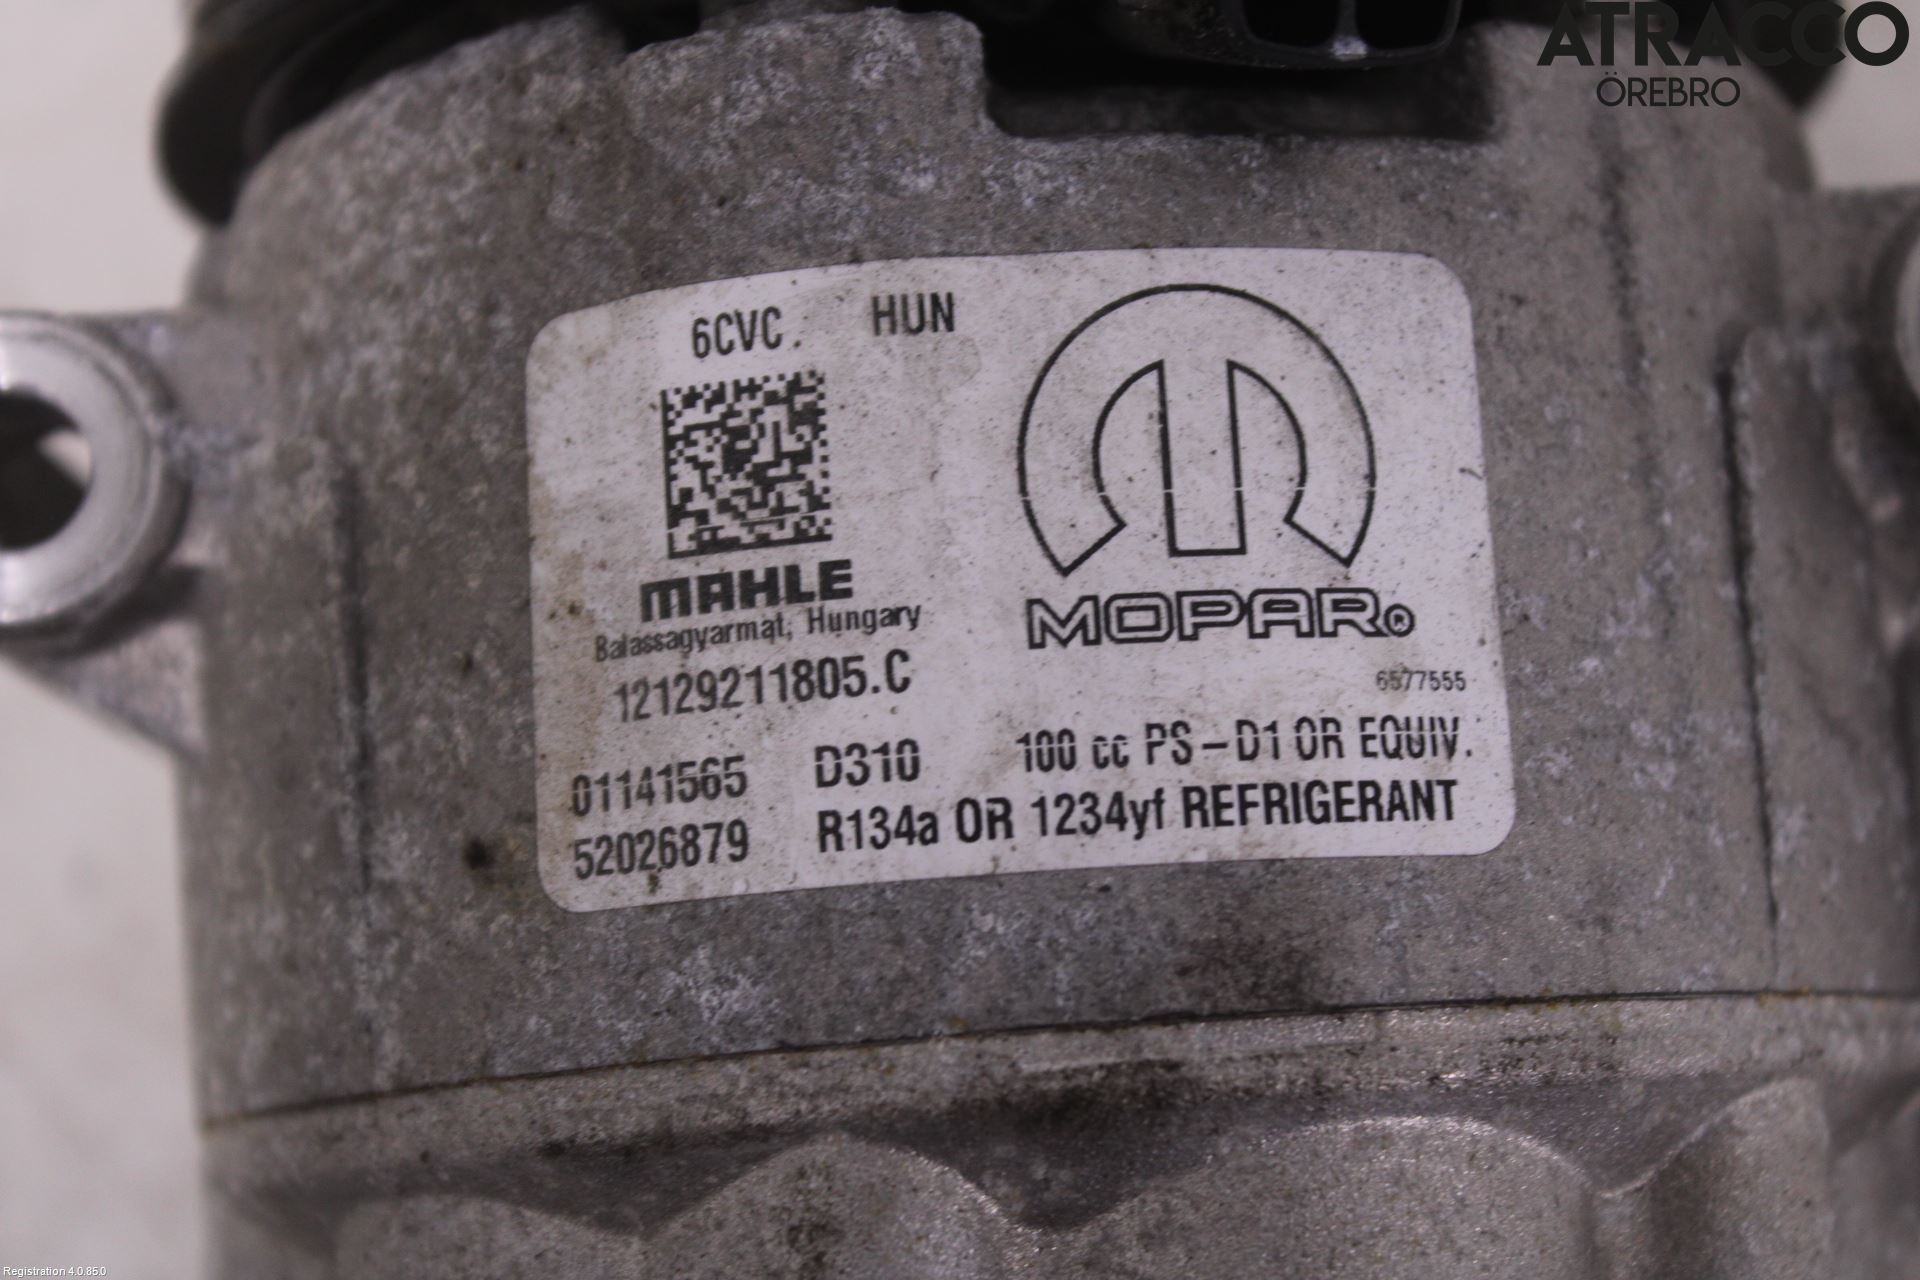 ATRACCO
ÖREBRO
6CVC. HUN
MAHLE
Balassagyarmat, Hungary
MOPAR®
12129211805.C
6577555
01141565 D310 100 cc PS-D1 OR EQUIV.
52026879 R134a OR 1234yf REFRIGERANT
Registration 4.0.85.0